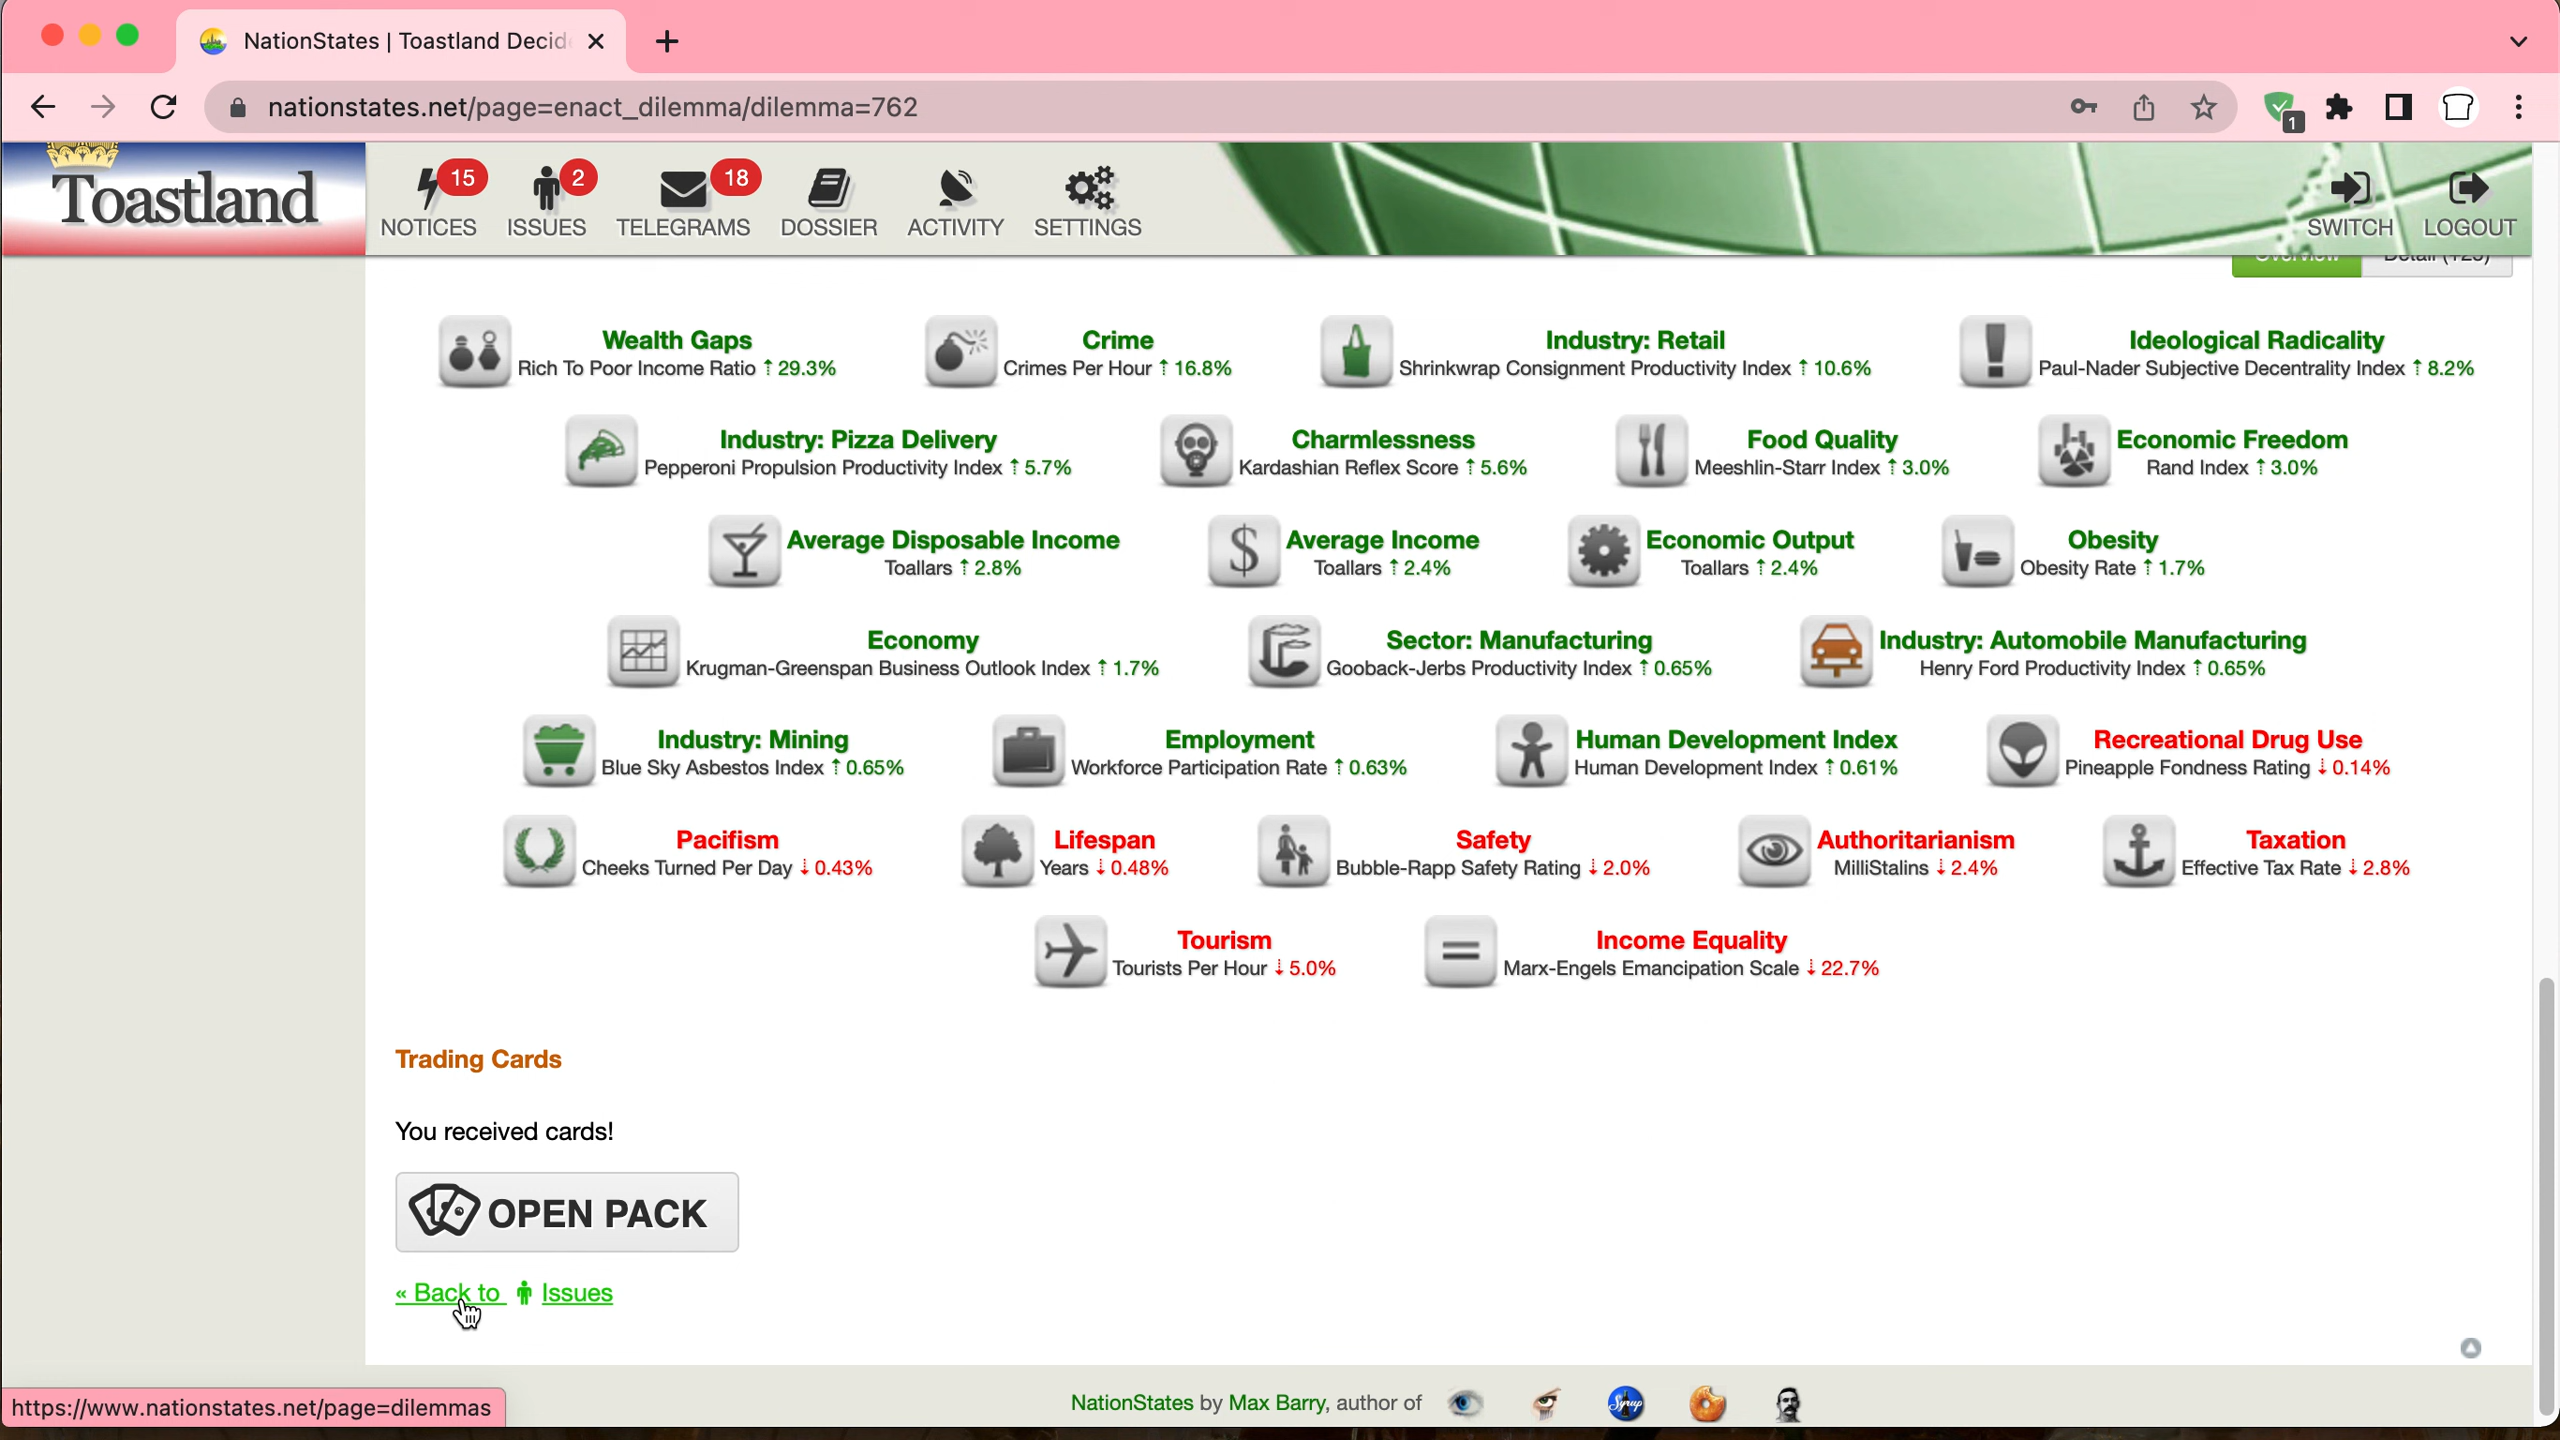 NationStates | Toastland Decid
nationstates.net/page=enact_dilemma/dilemma=762
1
Toastland
15
2
18
NOTICES
ISSUES
TELEGRAMS
DOSSIER
ACTIVITY
SETTINGS
SWITCH
LOGOUT
Overview
Wealth Gaps
Rich To Poor Income Ratio ⇡ 29.3%
Crime
Crimes Per Hour ⇡ 16.8%
Industry: Retail
Shrinkwrap Consignment Productivity Index ⇡ 10.6%
Ideological Radicality
Paul-Nader Subjective Decentrality Index ⇡ 8.2%
Industry: Pizza Delivery
Pepperoni Propulsion Productivity Index ⇡ 5.7%
Charmlessness
Kardashian Reflex Score ⇡ 5.6%
Food Quality
Meeshlin-Starr Index ⇡ 3.0%
Economic Freedom
Rand Index ⇡ 3.0%
Average Disposable Income
Toallars ⇡ 2.8%
Average Income
Toallars ⇡ 2.4%
Economic Output
Toallars ⇡ 2.4%
Obesity
Obesity Rate ⇡ 1.7%
Economy
Krugman-Greenspan Business Outlook Index ⇡ 1.7%
Sector: Manufacturing
Gooback-Jerbs Productivity Index ⇡ 0.65%
Industry: Automobile Manufacturing
Henry Ford Productivity Index ⇡ 0.65%
Industry: Mining
Blue Sky Asbestos Index ⇡ 0.65%
Employment
Workforce Participation Rate ⇡ 0.63%
Human Development Index
Human Development Index ⇡ 0.61%
Recreational Drug Use
Pineapple Fondness Rating ⇣ 0.14%
Pacifism
Cheeks Turned Per Day ⇣ 0.43%
Lifespan
Years ⇣ 0.48%
Safety
Bubble-Rapp Safety Rating ⇣ 2.0%
Authoritarianism
MilliStalins ⇣ 2.4%
Taxation
Effective Tax Rate ⇣ 2.8%
Tourism
Tourists Per Hour ⇣ 5.0%
Income Equality
Marx-Engels Emancipation Scale ⇣ 22.7%
Trading Cards
You received cards!
OPEN PACK
« Back to Issues
NationStates by Max Barry, author of
Syrup
https://www.nationstates.net/page=dilemmas